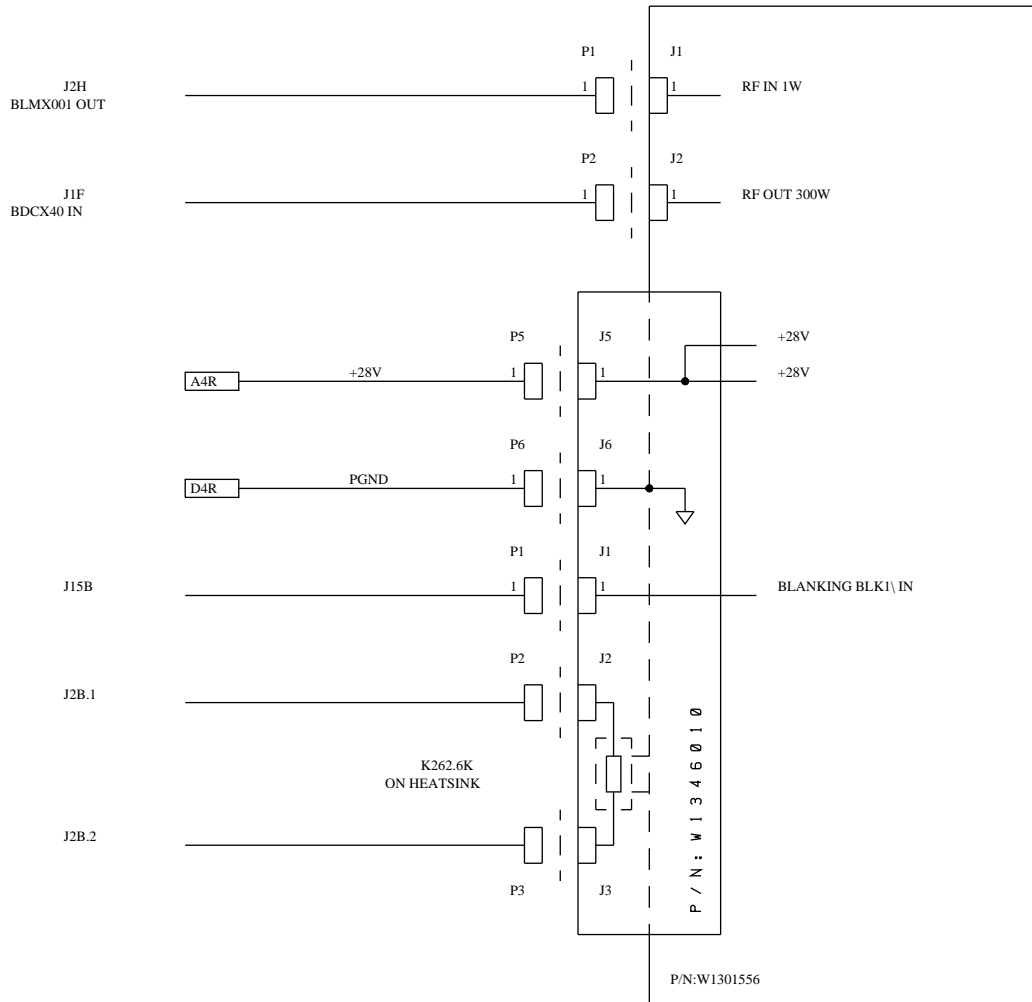 P1 J1
J2H
BLMX001 OUT
1 1 RF IN 1W
P2 J2
J1F
BDCX40 IN
1 1 RF OUT 300W
P5 J5 +28V
A4R +28V 1 1 +28V
P6 J6
D4R PGND 1 1
P1 J1
J15B 1 1 BLANKING BLK1\ IN
P2 J2
J2B.1
K262.6K
ON HEATSINK
J2B.2
P3 J3
P/N: W1346010
P/N:W1301556